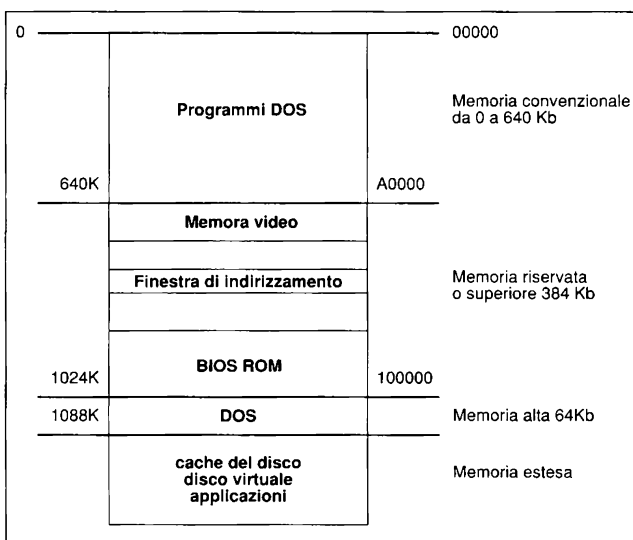 0
00000
Programmi DOS
Memoria convenzionale
da 0 a 640 Kb
640K
A0000
Memora video
Finestra di indirizzamento
Memoria riservata
o superiore 384 Kb
BIOS ROM
1024K
100000
1088K
DOS
Memoria alta 64Kb
cache del disco
disco virtuale
applicazioni
Memoria estesa